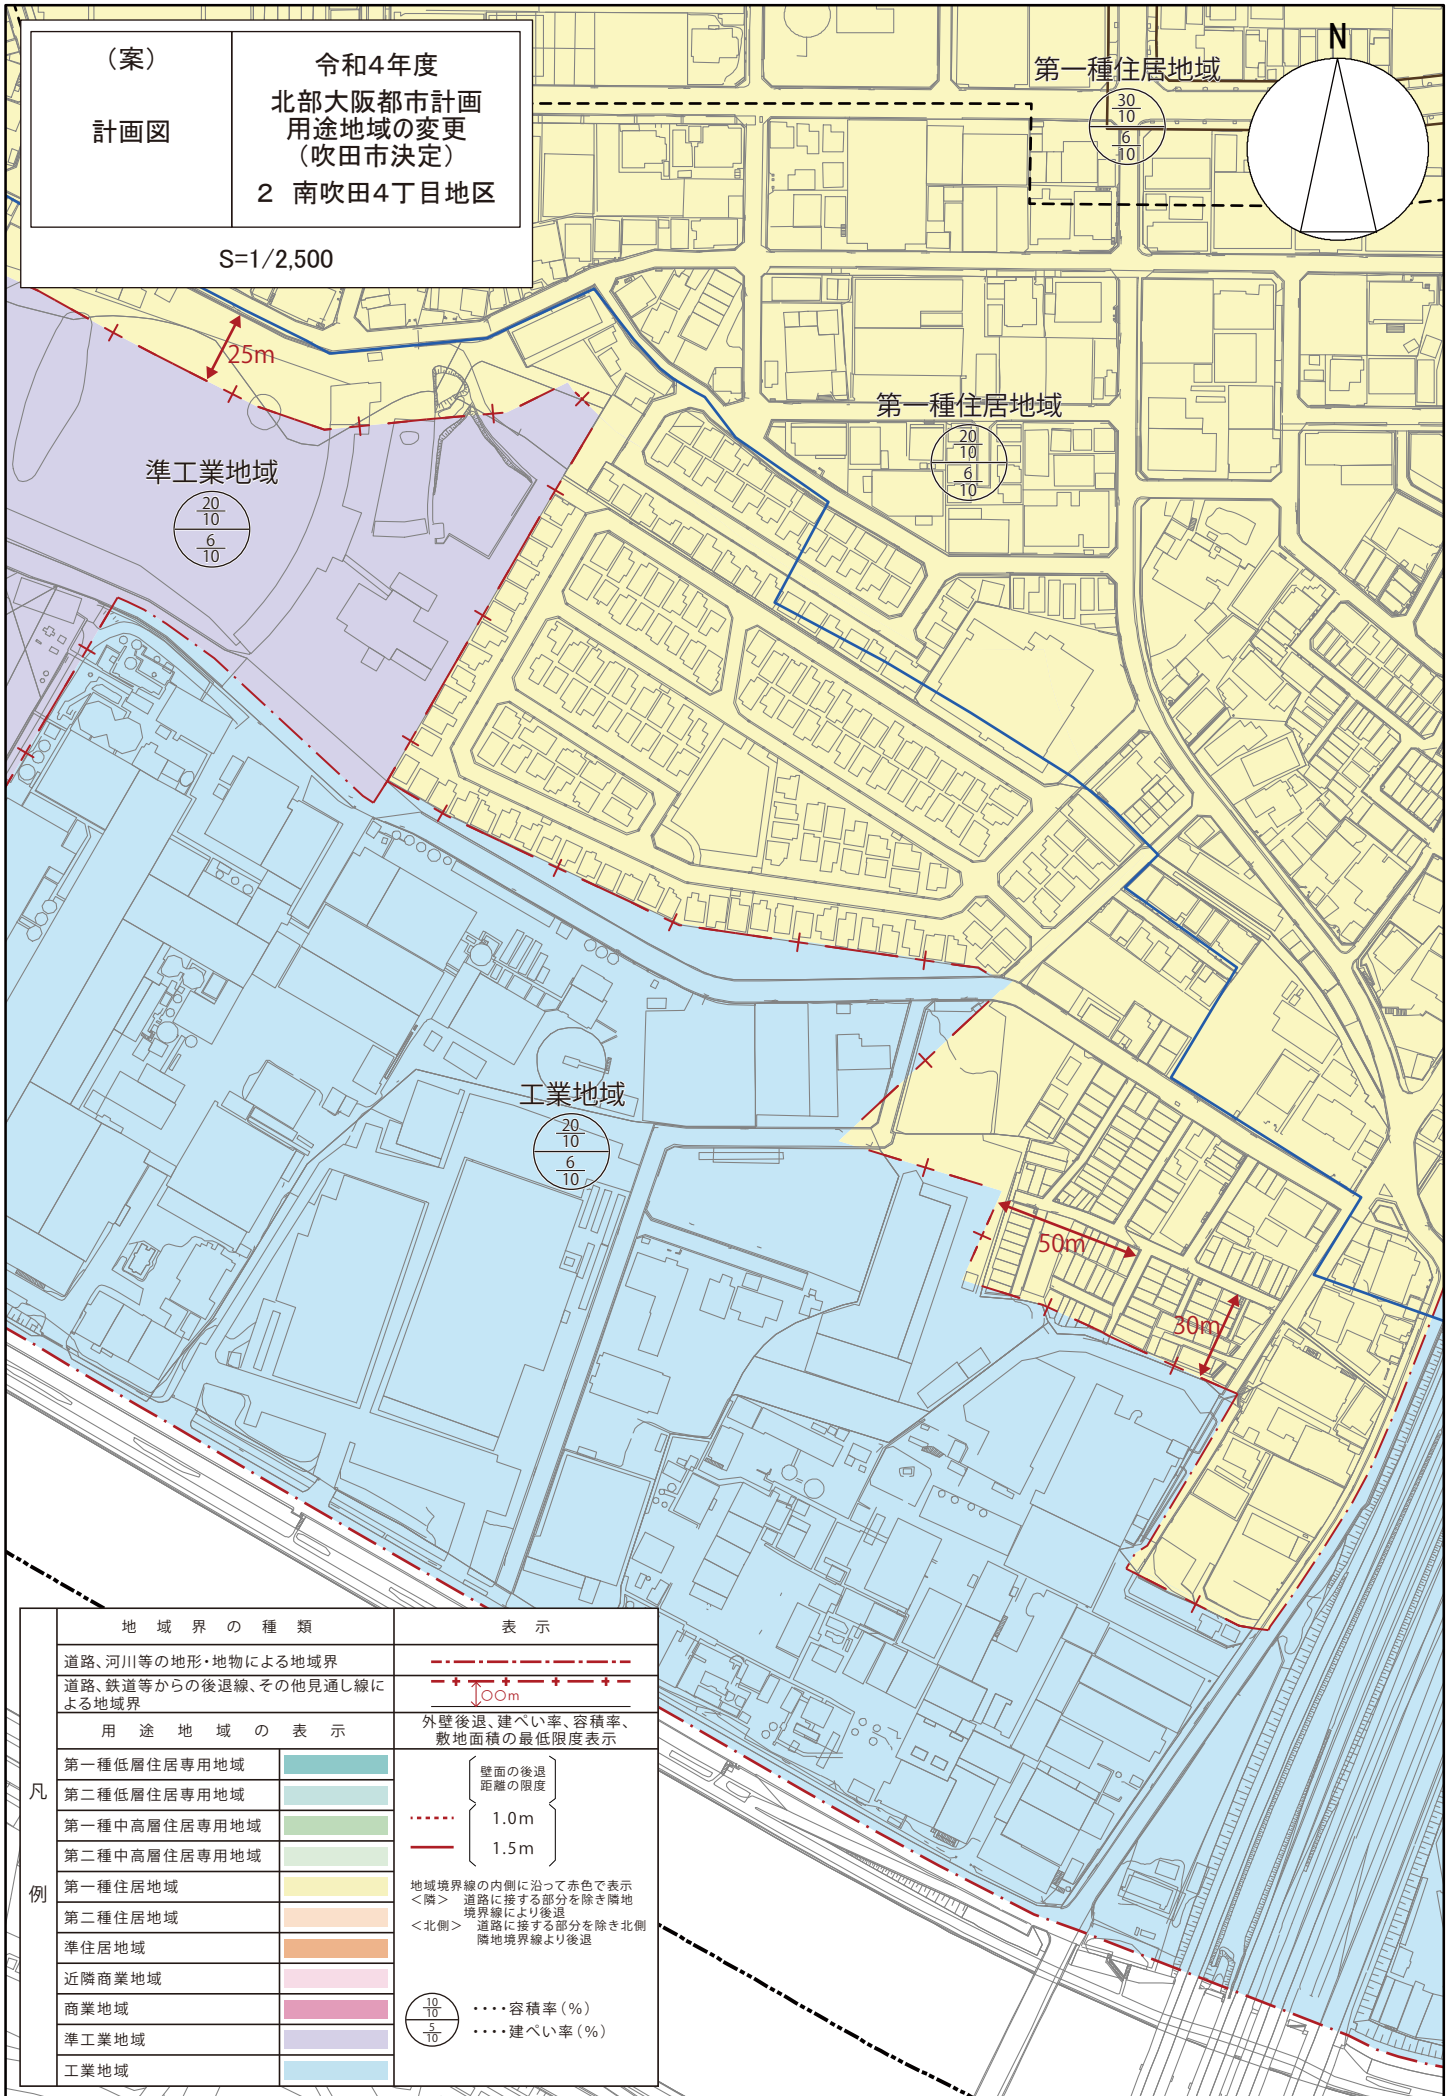 （案）
計画図
令和4年度
北部大阪都市計画
用途地域の変更
（吹田市決定）
2　南吹田4丁目地区
S=1/2,500
N
第一種住居地域
30
10
6
10
25m
第一種住居地域
20
10
6
10
準工業地域
20
10
6
10
工業地域
20
10
6
10
50m
30m
凡例
地域界の種類
表示
道路、河川等の地形・地物による地域界
道路、鉄道等からの後退線、その他見通し線に
よる地域界
○○m
用途地域の表示
外壁後退、建ぺい率、容積率、
敷地面積の最低限度表示
第一種低層住居専用地域
第二種低層住居専用地域
第一種中高層住居専用地域
第二種中高層住居専用地域
第一種住居地域
第二種住居地域
準住居地域
近隣商業地域
商業地域
準工業地域
工業地域
壁面の後退
距離の限度
1.0m
1.5m
地域境界線の内側に沿って赤色で表示
＜隣＞　道路に接する部分を除き隣地
境界線により後退
＜北側＞　道路に接する部分を除き北側
隣地境界線より後退
10
10
5
10
・・・・容積率（%）
・・・・建ぺい率（%）